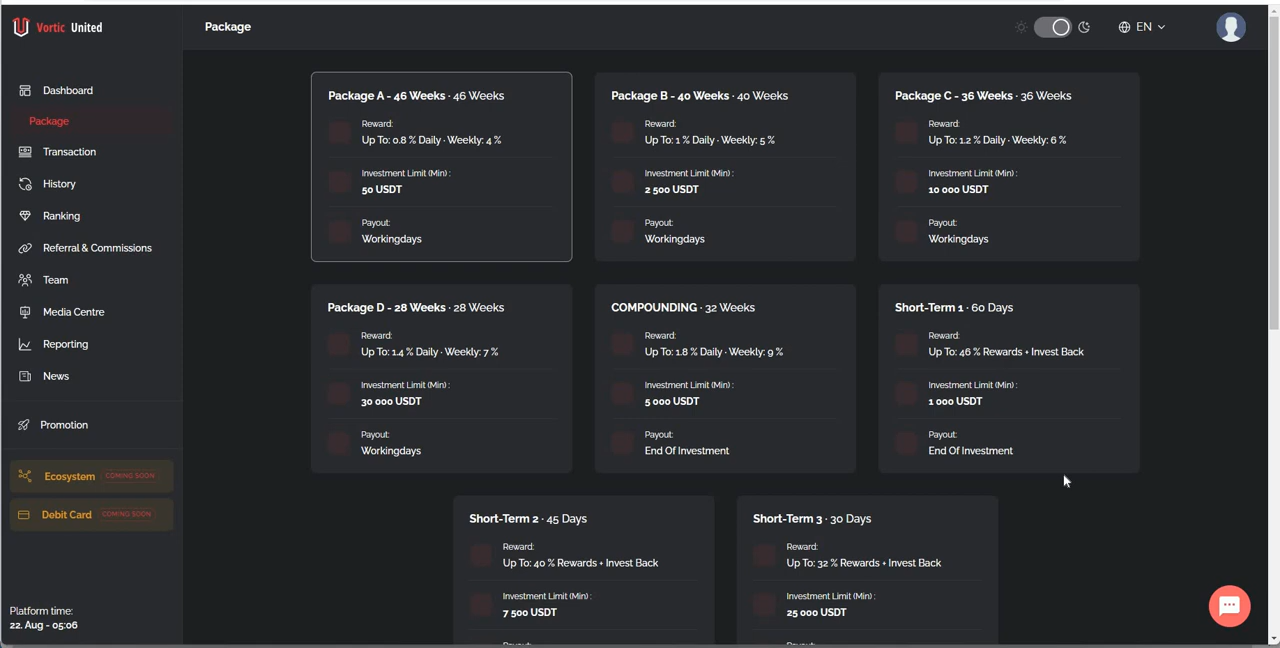 Vortic United
Package
EN
Dashboard
Package
Transaction
History
Ranking
Referral & Commissions
Team
Media Centre
Reporting
News
Promotion
Ecosystem COMING SOON
Debit Card COMING SOON
Platform time:
22. Aug - 05:06
Package A - 46 Weeks · 46 Weeks
Reward:
Up To: 0.8 % Daily · Weekly: 4 %
Investment Limit (Min) :
50 USDT
Payout:
Workingdays
Package B - 40 Weeks · 40 Weeks
Reward:
Up To: 1 % Daily · Weekly: 5 %
Investment Limit (Min) :
2 500 USDT
Payout:
Workingdays
Package C - 36 Weeks · 36 Weeks
Reward:
Up To: 1.2 % Daily · Weekly: 6 %
Investment Limit (Min) :
10 000 USDT
Payout:
Workingdays
Package D - 28 Weeks · 28 Weeks
Reward:
Up To: 1.4 % Daily · Weekly: 7 %
Investment Limit (Min) :
30 000 USDT
Payout:
Workingdays
COMPOUNDING · 32 Weeks
Reward:
Up To: 1.8 % Daily · Weekly: 9 %
Investment Limit (Min) :
5 000 USDT
Payout:
End Of Investment
Short-Term 1 · 60 Days
Reward:
Up To: 46 % Rewards + Invest Back
Investment Limit (Min) :
1 000 USDT
Payout:
End Of Investment
Short-Term 2 · 45 Days
Reward:
Up To: 40 % Rewards + Invest Back
Investment Limit (Min) :
7 500 USDT
Short-Term 3 · 30 Days
Reward:
Up To: 32 % Rewards + Invest Back
Investment Limit (Min) :
25 000 USDT